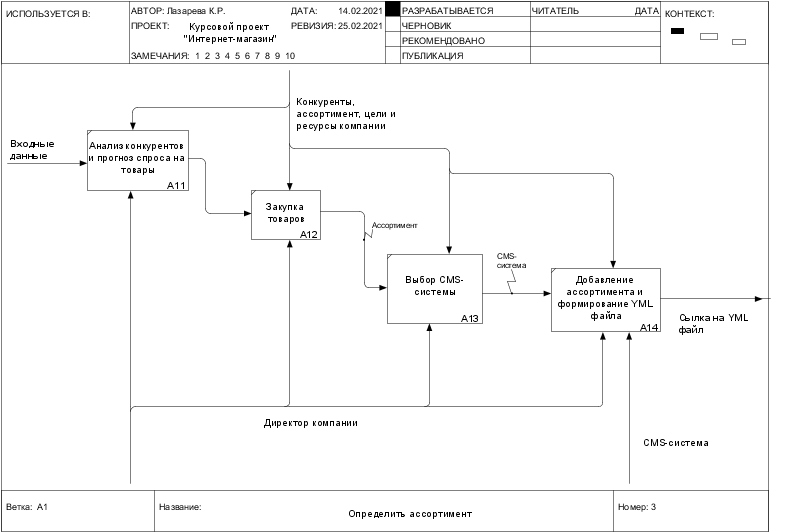 ИСПОЛЬЗУЕТСЯ В:
АВТОР: Лазарева К.Р.
ДАТА: 14.02.2021
РАЗРАБАТЫВАЕТСЯ
ЧИТАТЕЛЬ ДАТА
КОНТЕКСТ:
ПРОЕКТ: Курсовой проект
"Интернет-магазин"
РЕВИЗИЯ: 25.02.2021
ЧЕРНОВИК
РЕКОМЕНДОВАНО
ЗАМЕЧАНИЯ: 1 2 3 4 5 6 7 8 9 10
ПУБЛИКАЦИЯ
Конкуренты,
ассортимент, цели и
ресурсы компании
Входные
данные
Анализ конкурентов
и прогноз спроса на
товары
A11
Закупка
товаров
A12
Ассортимент
Выбор CMS-
системы
A13
CMS-
система
Добавление
ассортимента и
формирование YML
файла
A14
Сылка на YML
файл
Директор компании
CMS-система
Ветка: A1
Название:
Определить ассортимент
Номер: 3